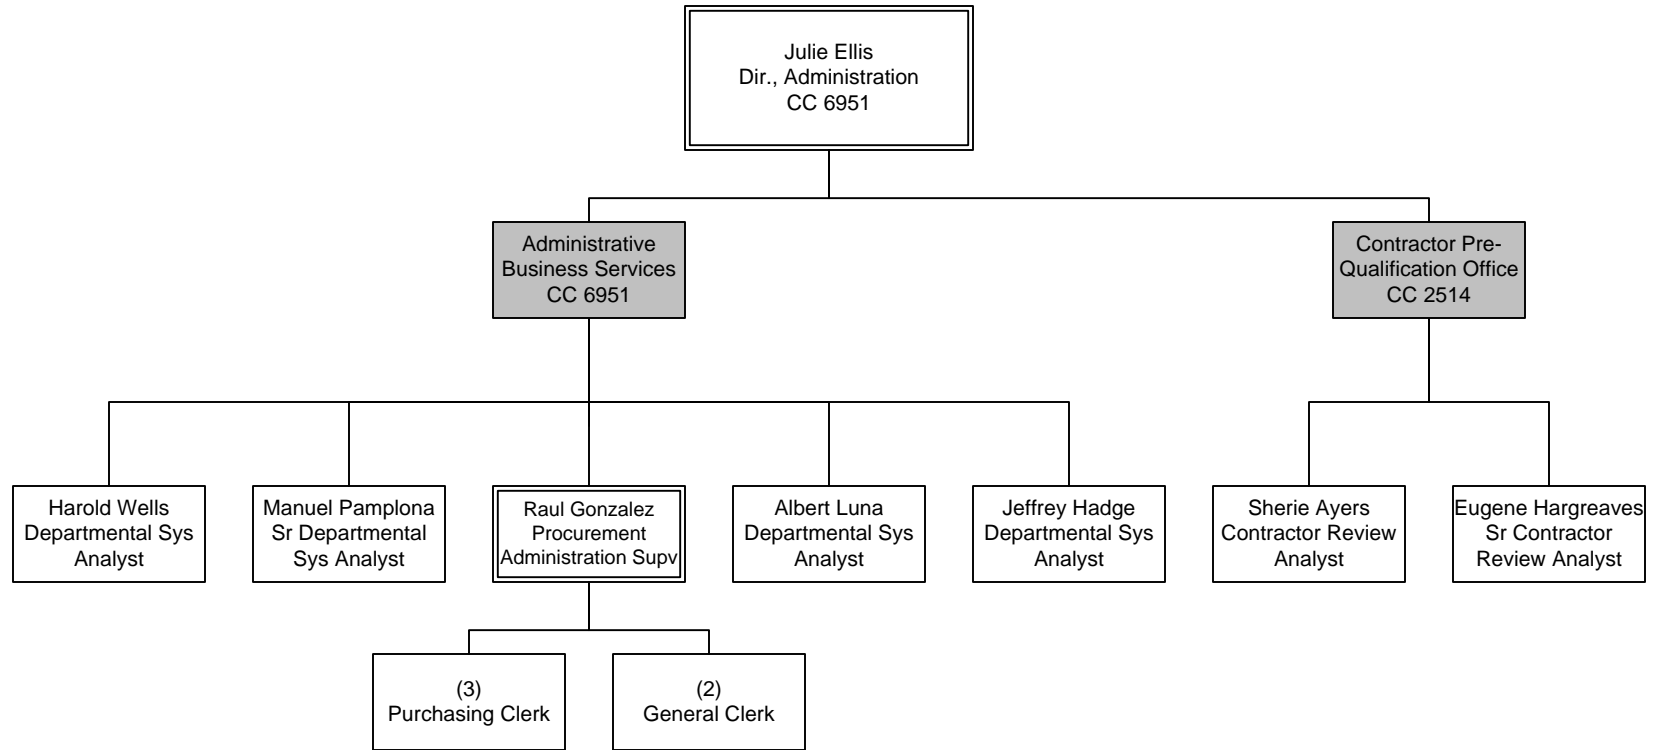 Julie Ellis
Dir., Administration
CC 6951
Administrative
Business Services
CC 6951
Contractor Pre-
Qualification Office
CC 2514
Harold Wells
Departmental Sys
Analyst
Manuel Pamplona
Sr Departmental
Sys Analyst
Raul Gonzalez
Procurement
Administration Supv
Albert Luna
Departmental Sys
Analyst
Jeffrey Hadge
Departmental Sys
Analyst
Sherie Ayers
Contractor Review
Analyst
Eugene Hargreaves
Sr Contractor
Review Analyst
(3)
Purchasing Clerk
(2)
General Clerk